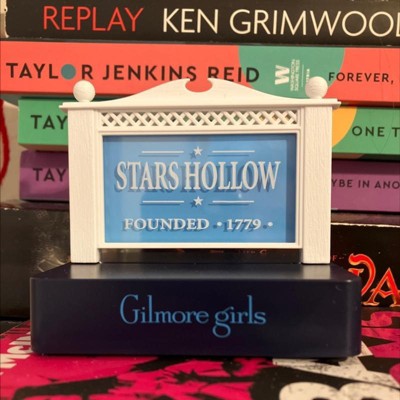 REPLAY KEN GRIMWOOD
TAYLOR JENKINS REID FOREVER,
TAY ONE T
TAY YBE IN ANO
STARS HOLLOW
FOUNDED • 1779 •
Gilmore girls